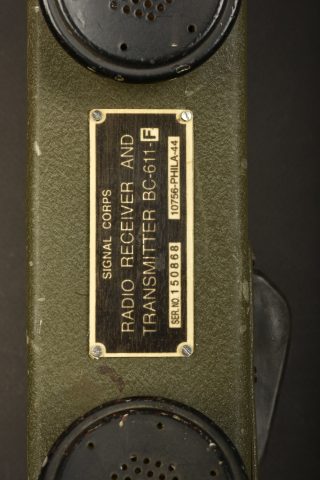 SIGNAL CORPS
RADIO RECEIVER AND
TRANSMITTER BC-611-F
SER. NO 150868 10756-PHILA-44